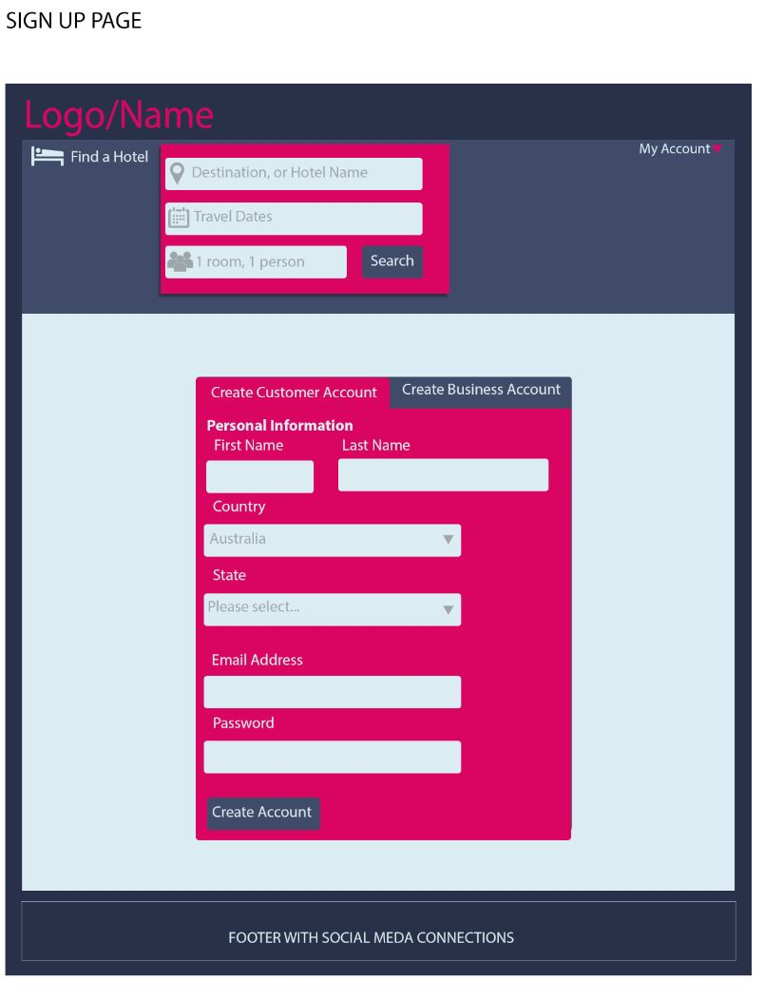 SIGN UP PAGE
Logo/Name
Find a Hotel
My Account
Destination, or Hotel Name
Travel Dates
1 room, 1 person
Search
Create Customer Account
Create Business Account
Personal Information
First Name
Last Name
Country
Australia
State
Please select...
Email Address
Password
Create Account
FOOTER WITH SOCIAL MEDA CONNECTIONS